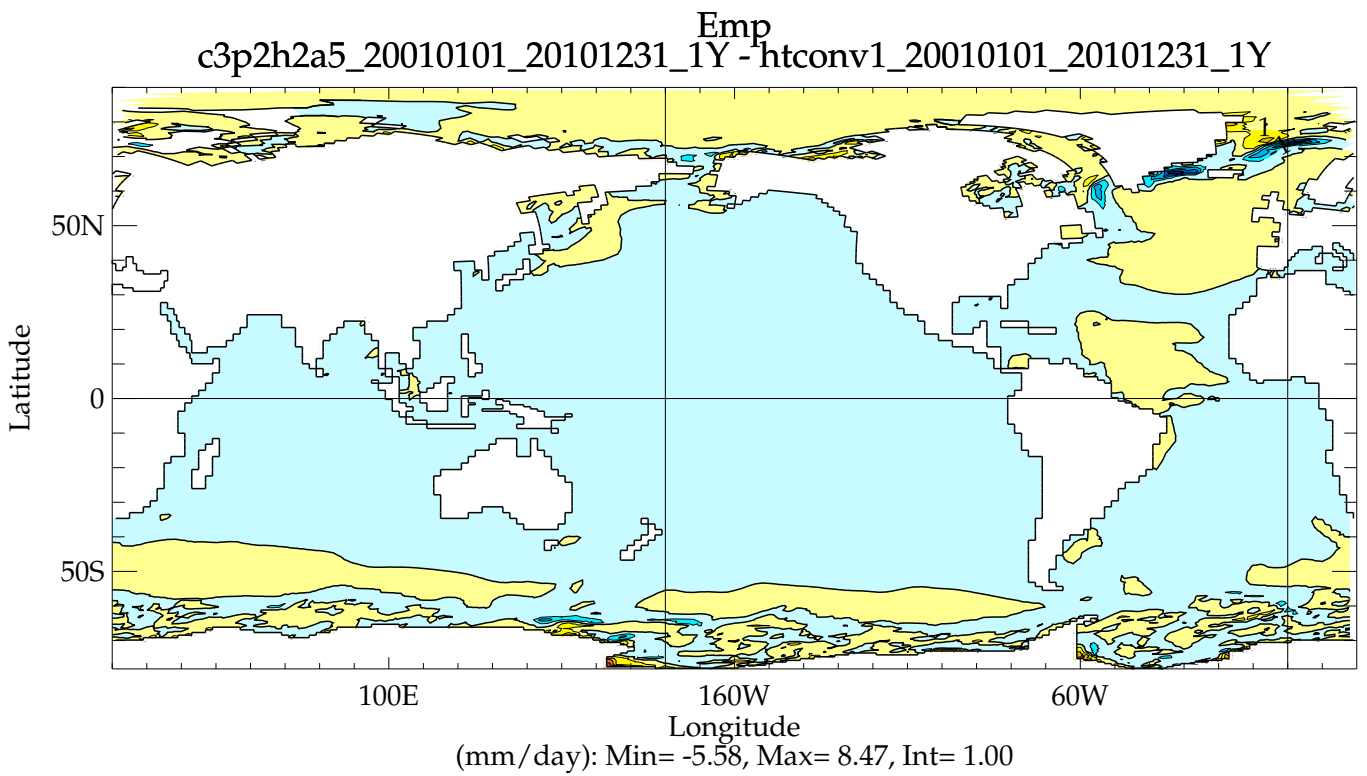 Emp
c3p2h2a5_20010101_20101231_1Y - htconv1_20010101_20101231_1Y
1
50N
0
50S
Latitude
100E 160W 60W
Longitude
(mm/day): Min= -5.58, Max= 8.47, Int= 1.00